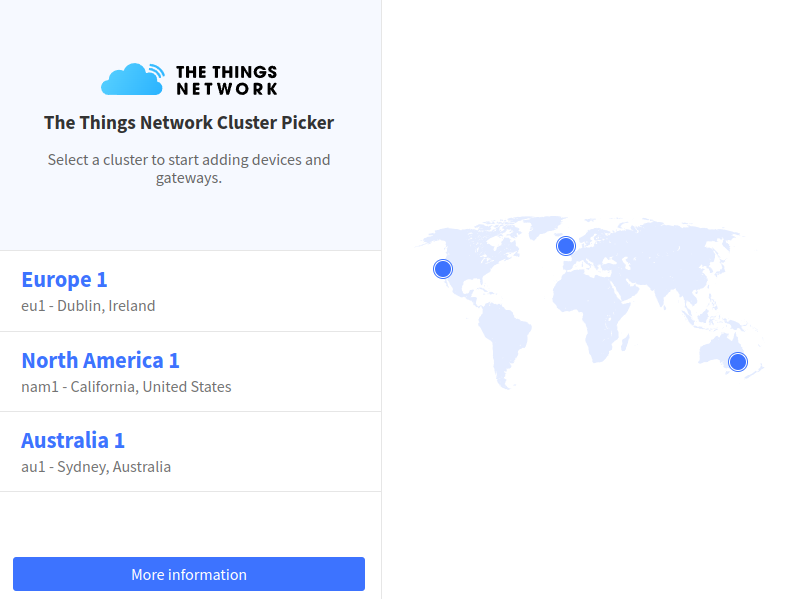 THE THINGS
NETWORK
The Things Network Cluster Picker
Select a cluster to start adding devices and
gateways.
Europe 1
eu1 - Dublin, Ireland
North America 1
nam1 - California, United States
Australia 1
au1 - Sydney, Australia
More information